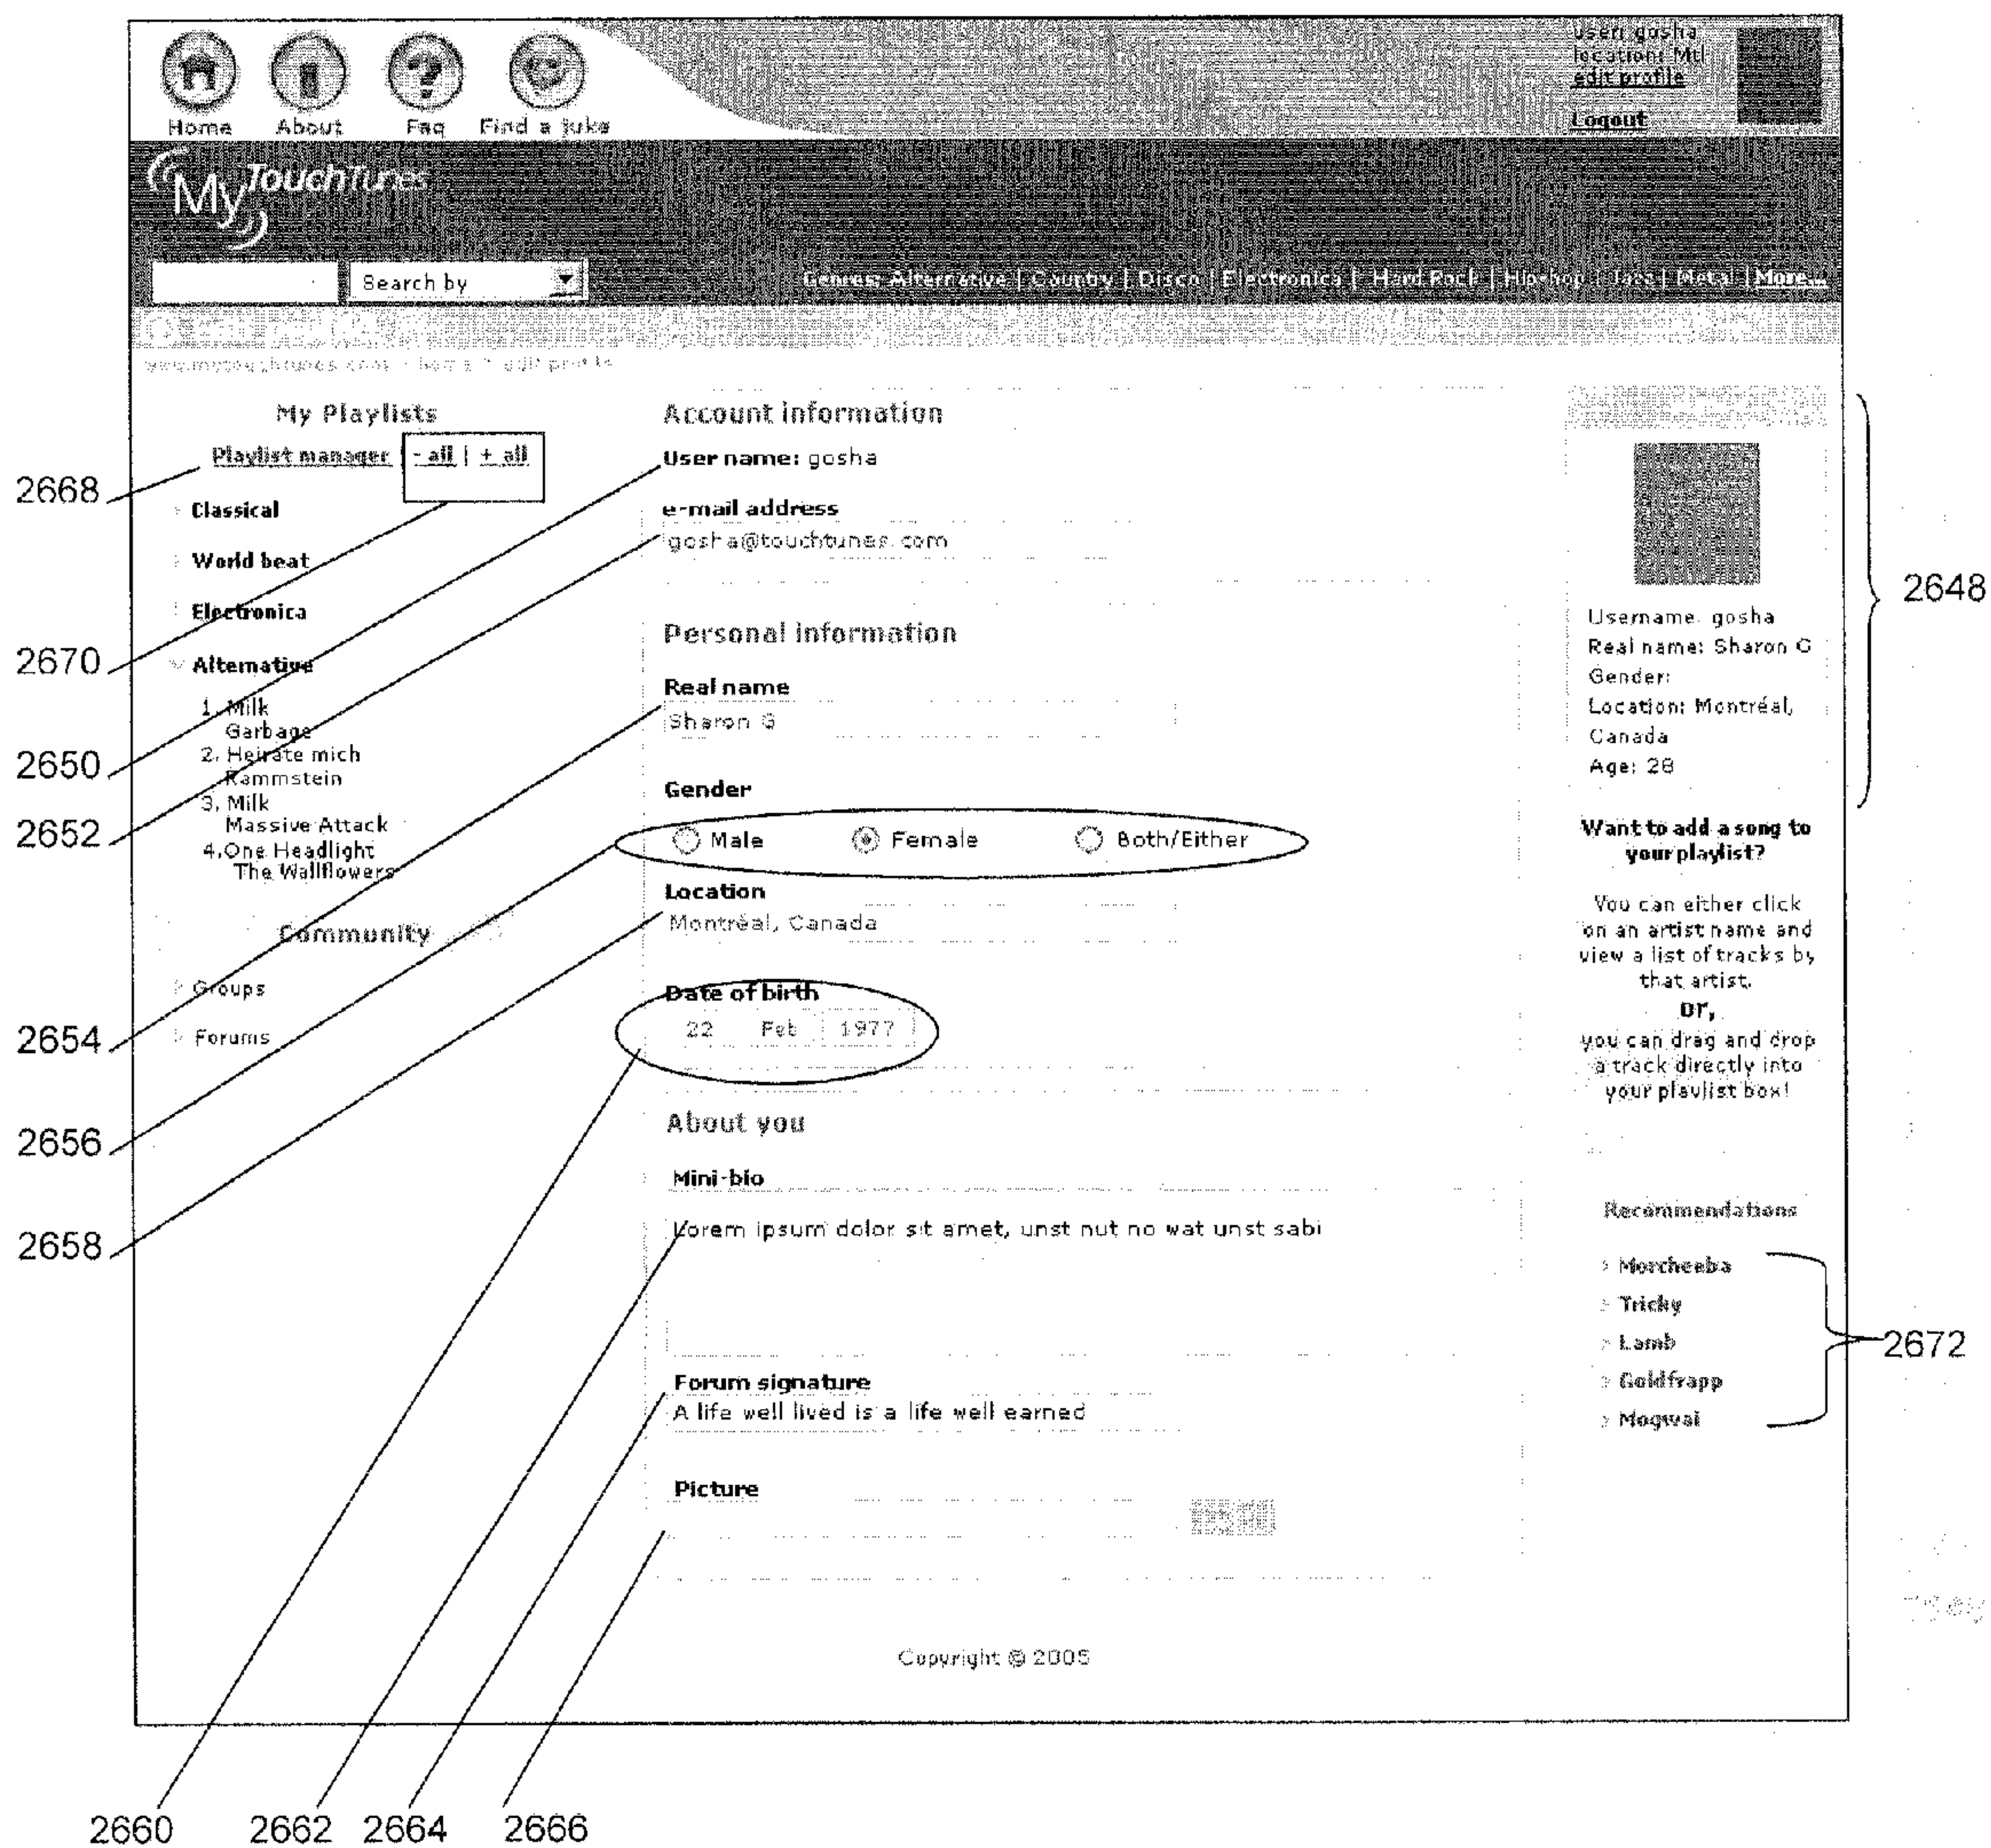 user: gosha
location: Mtl
edit profile
Logout
Home
About
Faq
Find a juke
My TouchTunes
Search by
Genres: Alternative | Country | Disco | Electronica | Hard Rock | Hip-hop | Jazz | Metal | More...
www.mytouchtunes.com > home > edit profile
My Playlists
Playlist manager
- all | + all
Classical
World beat
Electronica
Alternative
1. Milk
Garbage
2. Heirate mich
Rammstein
3. Milk
Massive Attack
4. One Headlight
The Wallflowers
Community
Groups
Forums
Account information
User name: gosha
e-mail address
gosha@touchtunes.com
Personal information
Real name
Sharon G
Gender
Male
Female
Both/Either
Location
Montréal, Canada
Date of birth
22 Feb 1977
About you
Mini-bio
Lorem ipsum dolor sit amet, unst nut no wat unst sabi
Forum signature
A life well lived is a life well earned
Picture
Username: gosha
Real name: Sharon G
Gender:
Location: Montréal,
Canada
Age: 28
Want to add a song to
your playlist?
You can either click
on an artist name and
view a list of tracks by
that artist.
or,
you can drag and drop
a track directly into
your playlist box!
Recommendations
Morcheeba
Tricky
Lamb
Goldfrapp
Mogwai
Copyright © 2005
2668
2670
2650
2652
2654
2656
2658
2660
2662
2664
2666
2648
2672